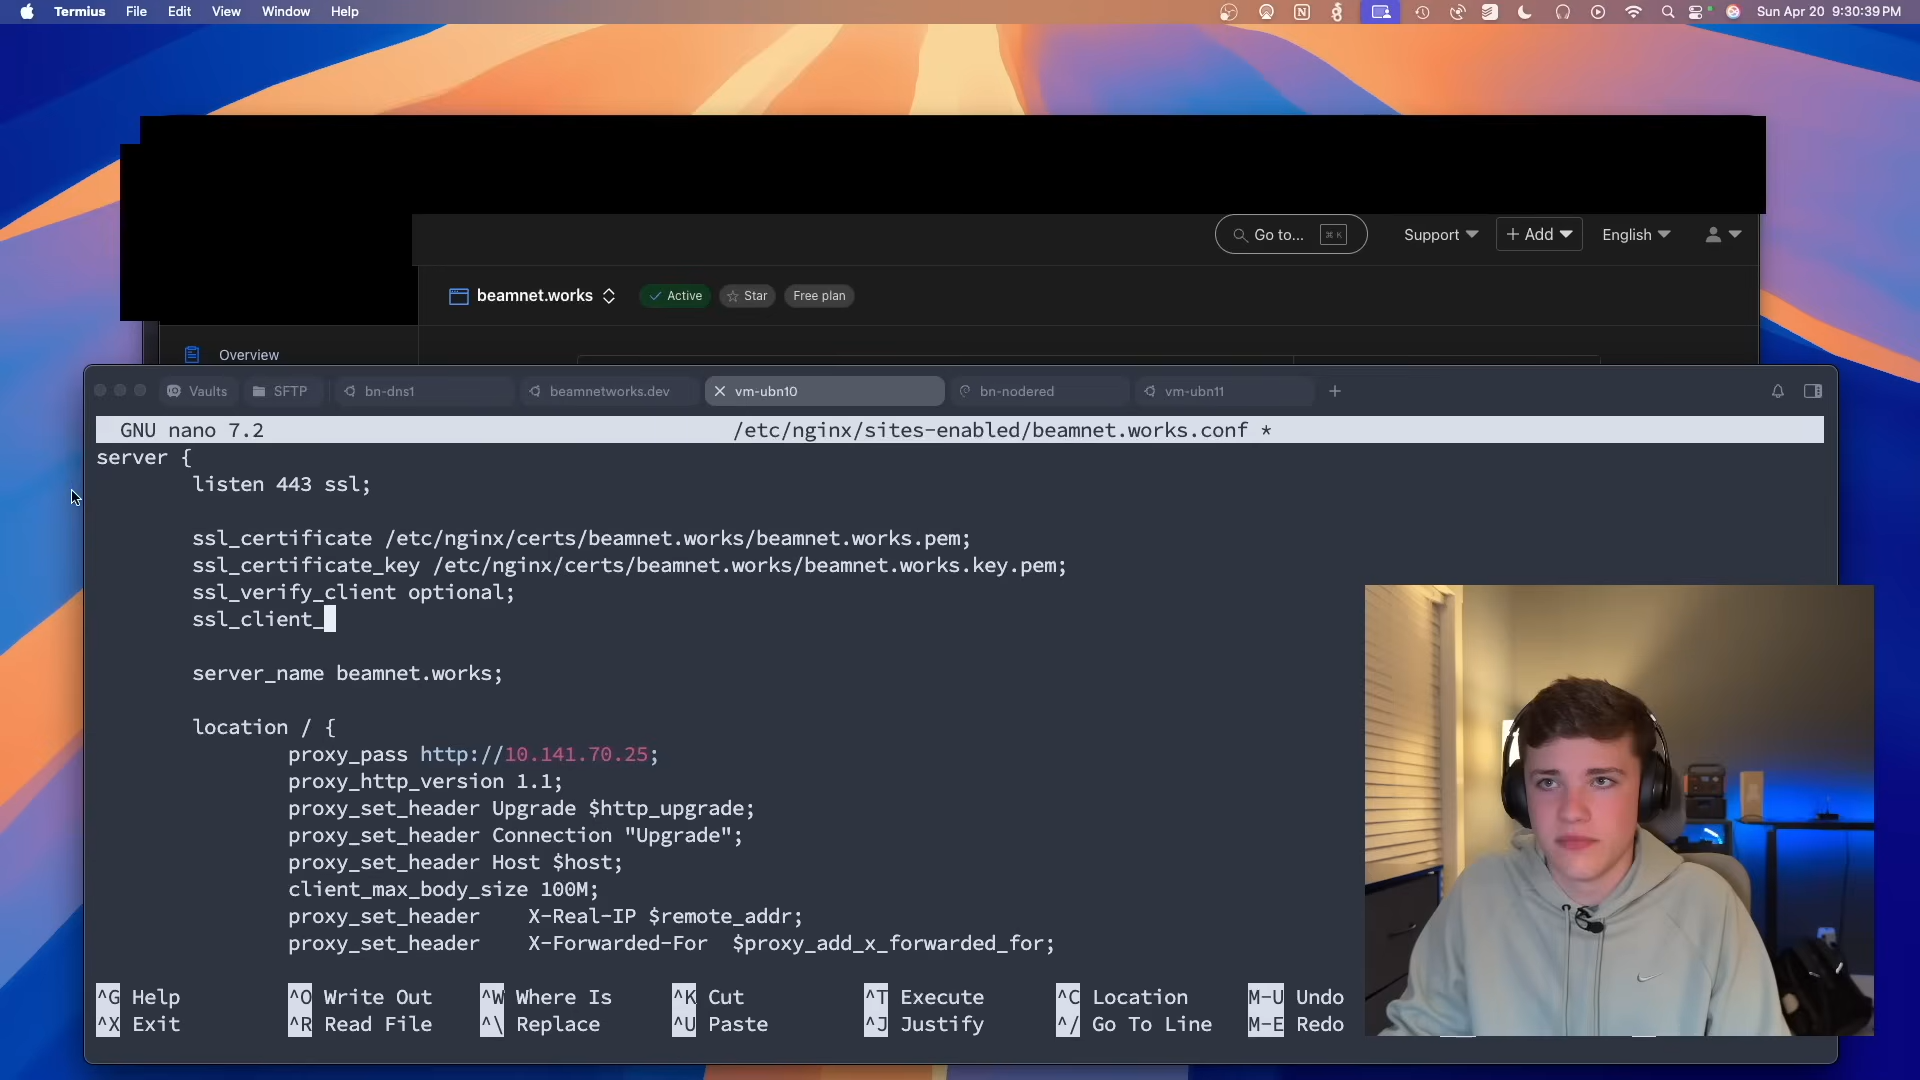 Termius File Edit View Window Help Sun Apr 20 9:30:39 PM
Go to... ⌘ K Support + Add English
beamnet.works Active Star Free plan
Overview
Vaults SFTP bn-dns1 beamnetworks.dev vm-ubn10 bn-nodered vm-ubn11 +
GNU nano 7.2 /etc/nginx/sites-enabled/beamnet.works.conf *
server {
listen 443 ssl;
ssl_certificate /etc/nginx/certs/beamnet.works/beamnet.works.pem;
ssl_certificate_key /etc/nginx/certs/beamnet.works/beamnet.works.key.pem;
ssl_verify_client optional;
ssl_client_
server_name beamnet.works;
location / {
proxy_pass http://10.141.70.25;
proxy_http_version 1.1;
proxy_set_header Upgrade $http_upgrade;
proxy_set_header Connection "Upgrade";
proxy_set_header Host $host;
client_max_body_size 100M;
proxy_set_header X-Real-IP $remote_addr;
proxy_set_header X-Forwarded-For $proxy_add_x_forwarded_for;
^G Help ^O Write Out ^W Where Is ^K Cut ^T Execute ^C Location M-U Undo
^X Exit ^R Read File ^\ Replace ^U Paste ^J Justify ^/ Go To Line M-E Redo